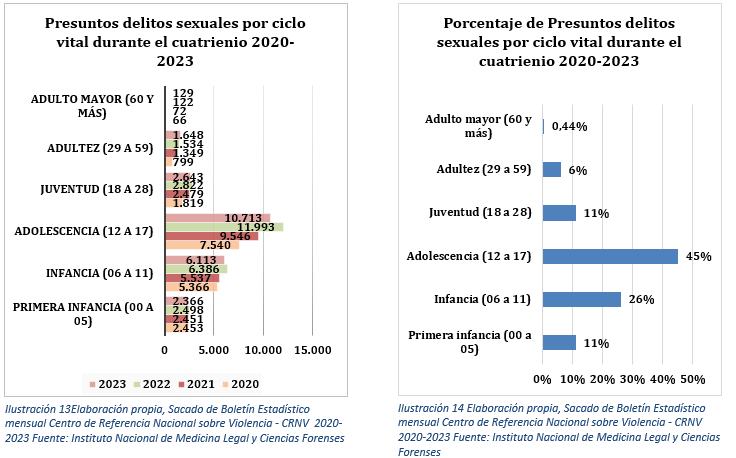 Presuntos delitos sexuales por ciclo
vital durante el cuatrienio 2020-
2023
ADULTO MAYOR (60 Y
MÁS)
129
122
72
66
ADULTEZ (29 A 59)
1.648
1.534
1.349
799
JUVENTUD (18 A 28)
2.643
2.822
2.479
1.819
ADOLESCENCIA (12 A 17)
10.713
11.993
9.546
7.540
INFANCIA (06 A 11)
6.113
6.386
5.537
5.366
PRIMERA INFANCIA (00 A
05)
2.366
2.498
2.451
2.453
0 5.000 10.000 15.000
2023 2022 2021 2020
Ilustración 13Elaboración propia, Sacado de Boletín Estadístico
mensual Centro de Referencia Nacional sobre Violencia - CRNV 2020-
2023 Fuente: Instituto Nacional de Medicina Legal y Ciencias Forenses
Porcentaje de Presuntos delitos
sexuales por ciclo vital durante el
cuatrienio 2020-2023
Adulto mayor (60 y
más)
0,44%
Adultez (29 a 59)
6%
Juventud (18 a 28)
11%
Adolescencia (12 a 17)
45%
Infancia (06 a 11)
26%
Primera infancia (00 a
05)
11%
0% 10% 20% 30% 40% 50%
Ilustración 14 Elaboración propia, Sacado de Boletín Estadístico
mensual Centro de Referencia Nacional sobre Violencia - CRNV
2020-2023 Fuente: Instituto Nacional de Medicina Legal y Ciencias
Forenses